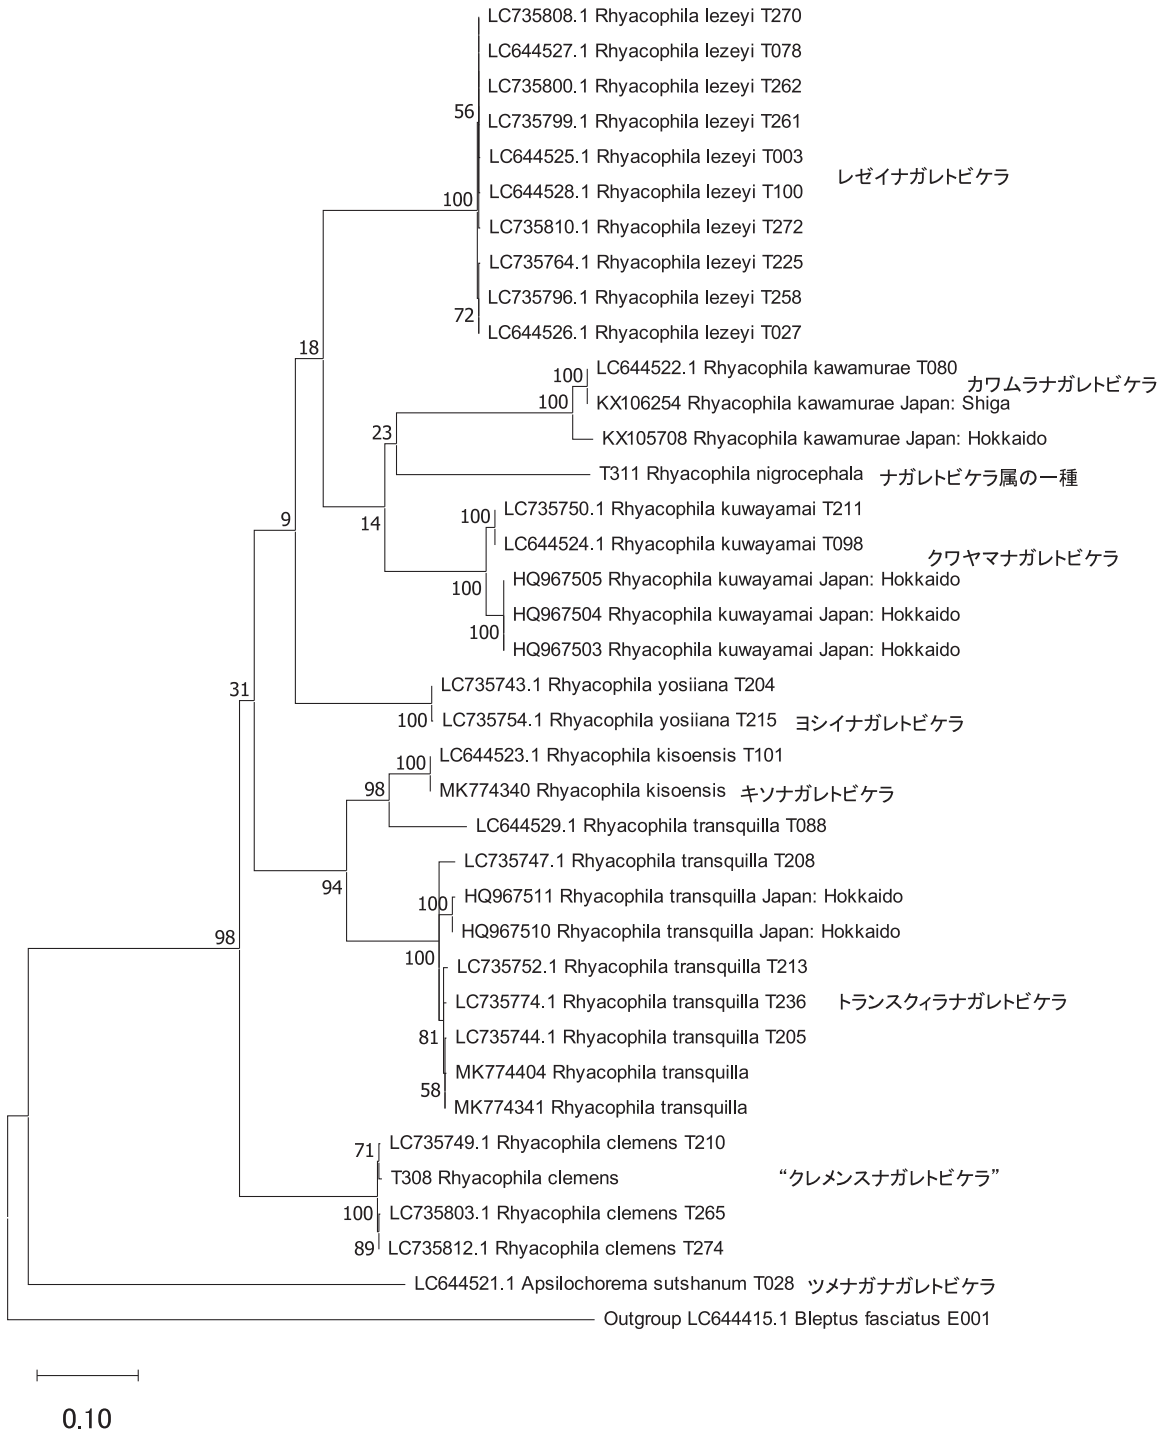 LC735808.1 Rhyacophila lezeyi T270
LC644527.1 Rhyacophila lezeyi T078
LC735800.1 Rhyacophila lezeyi T262
56
LC735799.1 Rhyacophila lezeyi T261
LC644525.1 Rhyacophila lezeyi T003
レゼイナガレトビケラ
100
LC644528.1 Rhyacophila lezeyi T100
LC735810.1 Rhyacophila lezeyi T272
LC735764.1 Rhyacophila lezeyi T225
LC735796.1 Rhyacophila lezeyi T258
72
LC644526.1 Rhyacophila lezeyi T027
18
LC644522.1 Rhyacophila kawamurae T080
100
カワムラナガレトビケラ
100
KX106254 Rhyacophila kawamurae Japan: Shiga
23
KX105708 Rhyacophila kawamurae Japan: Hokkaido
T311 Rhyacophila nigrocephala ナガレトビケラ属の一種
LC735750.1 Rhyacophila kuwayamai T211
9
14
100
LC644524.1 Rhyacophila kuwayamai T098
クワヤマナガレトビケラ
HQ967505 Rhyacophila kuwayamai Japan: Hokkaido
100
HQ967504 Rhyacophila kuwayamai Japan: Hokkaido
100
HQ967503 Rhyacophila kuwayamai Japan: Hokkaido
31
LC735743.1 Rhyacophila yosiiana T204
100
LC735754.1 Rhyacophila yosiiana T215 ヨシイナガレトビケラ
LC644523.1 Rhyacophila kisoensis T101
100
98
MK774340 Rhyacophila kisoensis キソナガレトビケラ
LC644529.1 Rhyacophila transquilla T088
LC735747.1 Rhyacophila transquilla T208
94
HQ967511 Rhyacophila transquilla Japan: Hokkaido
100
HQ967510 Rhyacophila transquilla Japan: Hokkaido
98
100
LC735752.1 Rhyacophila transquilla T213
LC735774.1 Rhyacophila transquilla T236 トランスクィラナガレトビケラ
81
LC735744.1 Rhyacophila transquilla T205
MK774404 Rhyacophila transquilla
58
MK774341 Rhyacophila transquilla
71
LC735749.1 Rhyacophila clemens T210
T308 Rhyacophila clemens “クレメンスナガレトビケラ”
100
LC735803.1 Rhyacophila clemens T265
89
LC735812.1 Rhyacophila clemens T274
LC644521.1 Apsilochorema sutshanum T028 ツメナガナガレトビケラ
Outgroup LC644415.1 Bleptus fasciatus E001
0.10